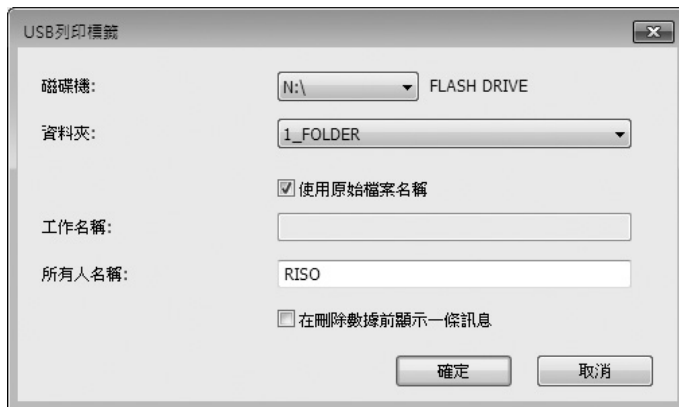 USB列印標籤
磁碟機: N:\ FLASH DRIVE
資料夾: 1_FOLDER
使用原始檔案名稱
工作名稱:
所有人名稱: RISO
在刪除數據前顯示一條訊息
確定 取消